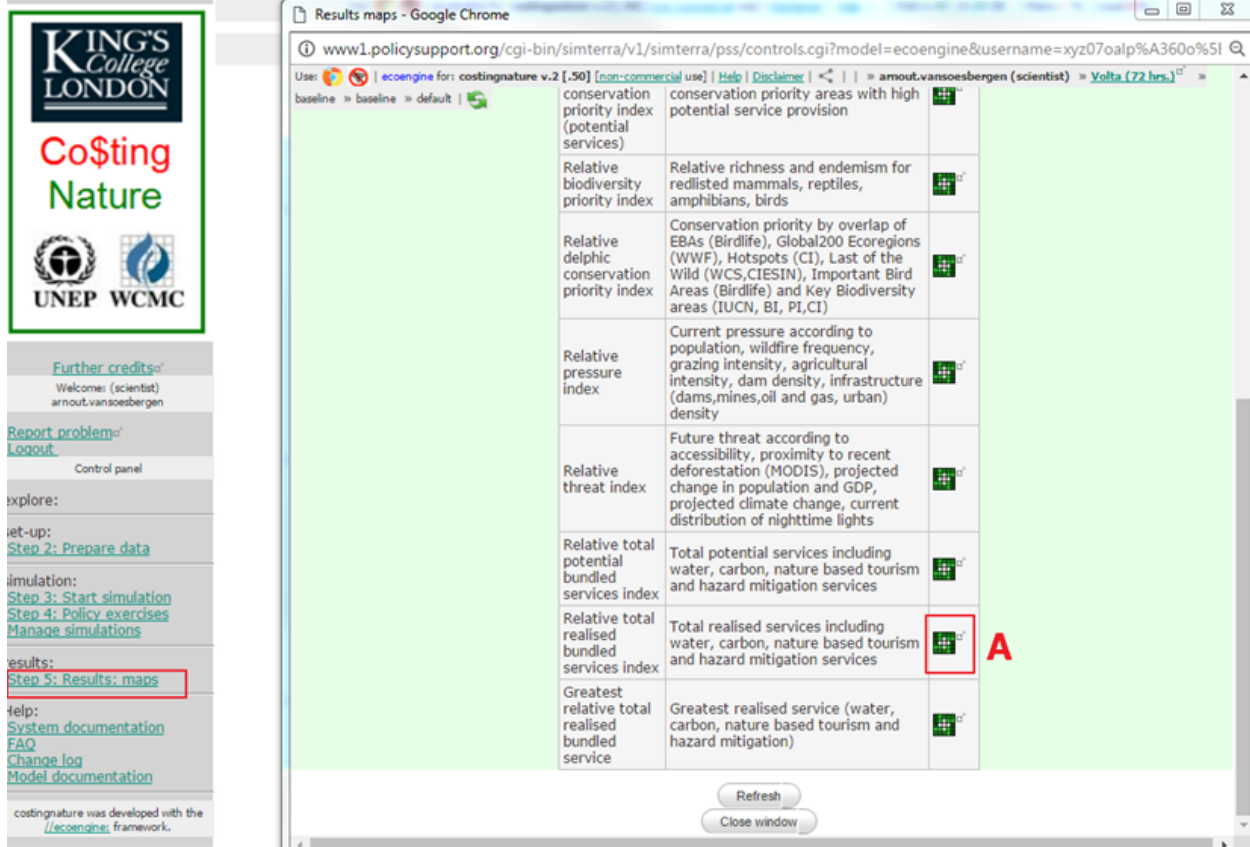 KING'S
College
LONDON
Co$ting
Nature
UNEP WCMC
Further credits
Welcome: (scientist)
arnout.vansoesbergen
Report problem
Logout
Control panel
explore:
set-up:
Step 2: Prepare data
simulation:
Step 3: Start simulation
Step 4: Policy exercises
Manage simulations
results:
Step 5: Results: maps
Help:
System documentation
FAQ
Change log
Model documentation
costingnature was developed with the
//ecoengine: framework.
Results maps - Google Chrome
www1.policysupport.org/cgi-bin/simterra/v1/simterra/pss/controls.cgi?model=ecoengine&username=xyz07oalp%A360o%5
Use: | ecoengine for: costingnature v.2 [.50] [non-commercial use] | Help | Disclaimer | | | » arnout.vansoesbergen (scientist) » Volta (72 hrs.) »
baseline » baseline » default |
conservation
priority index
(potential
services)
conservation priority areas with high
potential service provision
Relative
biodiversity
priority index
Relative richness and endemism for
redlisted mammals, reptiles,
amphibians, birds
Relative
delphic
conservation
priority index
Conservation priority by overlap of
EBAs (Birdlife), Global200 Ecoregions
(WWF), Hotspots (CI), Last of the
Wild (WCS,CIESIN), Important Bird
Areas (Birdlife) and Key Biodiversity
areas (IUCN, BI, PI,CI)
Relative
pressure
index
Current pressure according to
population, wildfire frequency,
grazing intensity, agricultural
intensity, dam density, infrastructure
(dams,mines,oil and gas, urban)
density
Relative
threat index
Future threat according to
accessibility, proximity to recent
deforestation (MODIS), projected
change in population and GDP,
projected climate change, current
distribution of nighttime lights
Relative total
potential
bundled
services index
Total potential services including
water, carbon, nature based tourism
and hazard mitigation services
Relative total
realised
bundled
services index
Total realised services including
water, carbon, nature based tourism
and hazard mitigation services
A
Greatest
relative total
realised
bundled
service
Greatest realised service (water,
carbon, nature based tourism and
hazard mitigation)
Refresh
Close window